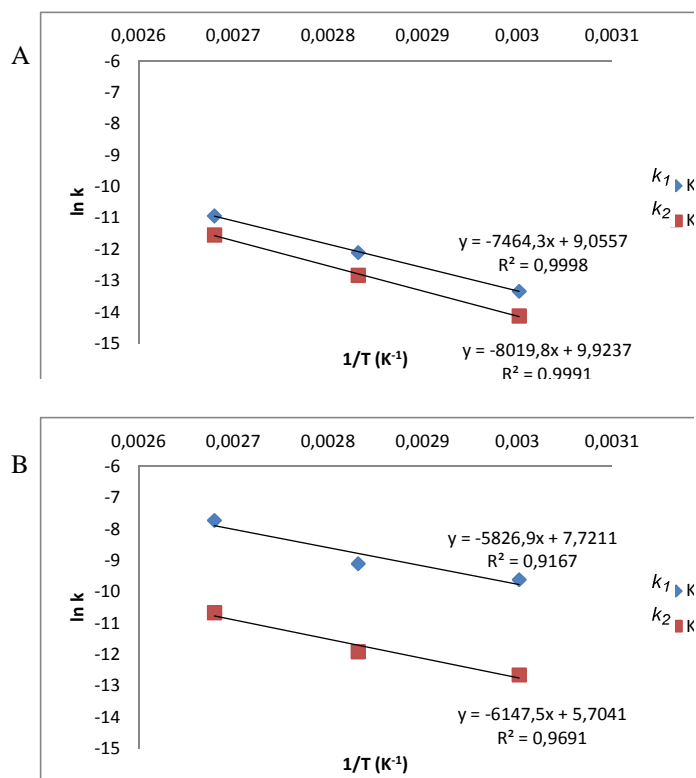 A
0,0026 0,0027 0,0028 0,0029 0,003 0,0031
-6
-7
-8
-9
-10
-11
-12
-13
-14
-15
ln k
k1 K
k2 K
y = -7464,3x + 9,0557
R² = 0,9998
y = -8019,8x + 9,9237
R² = 0,9991
1/T (K⁻¹)
B
0,0026 0,0027 0,0028 0,0029 0,003 0,0031
-6
-7
-8
-9
-10
-11
-12
-13
-14
-15
ln k
y = -5826,9x + 7,7211
R² = 0,9167
k1 K
k2 K
y = -6147,5x + 5,7041
R² = 0,9691
1/T (K⁻¹)